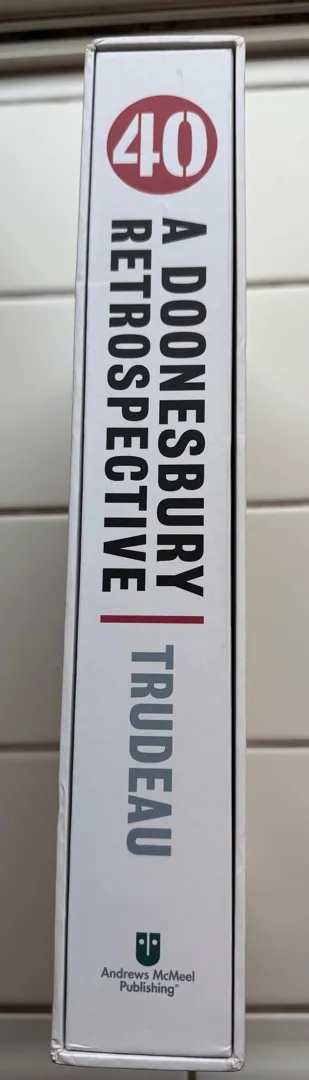 40
A DOONESBURY
RETROSPECTIVE
TRUDEAU
Andrews McMeel
Publishing®